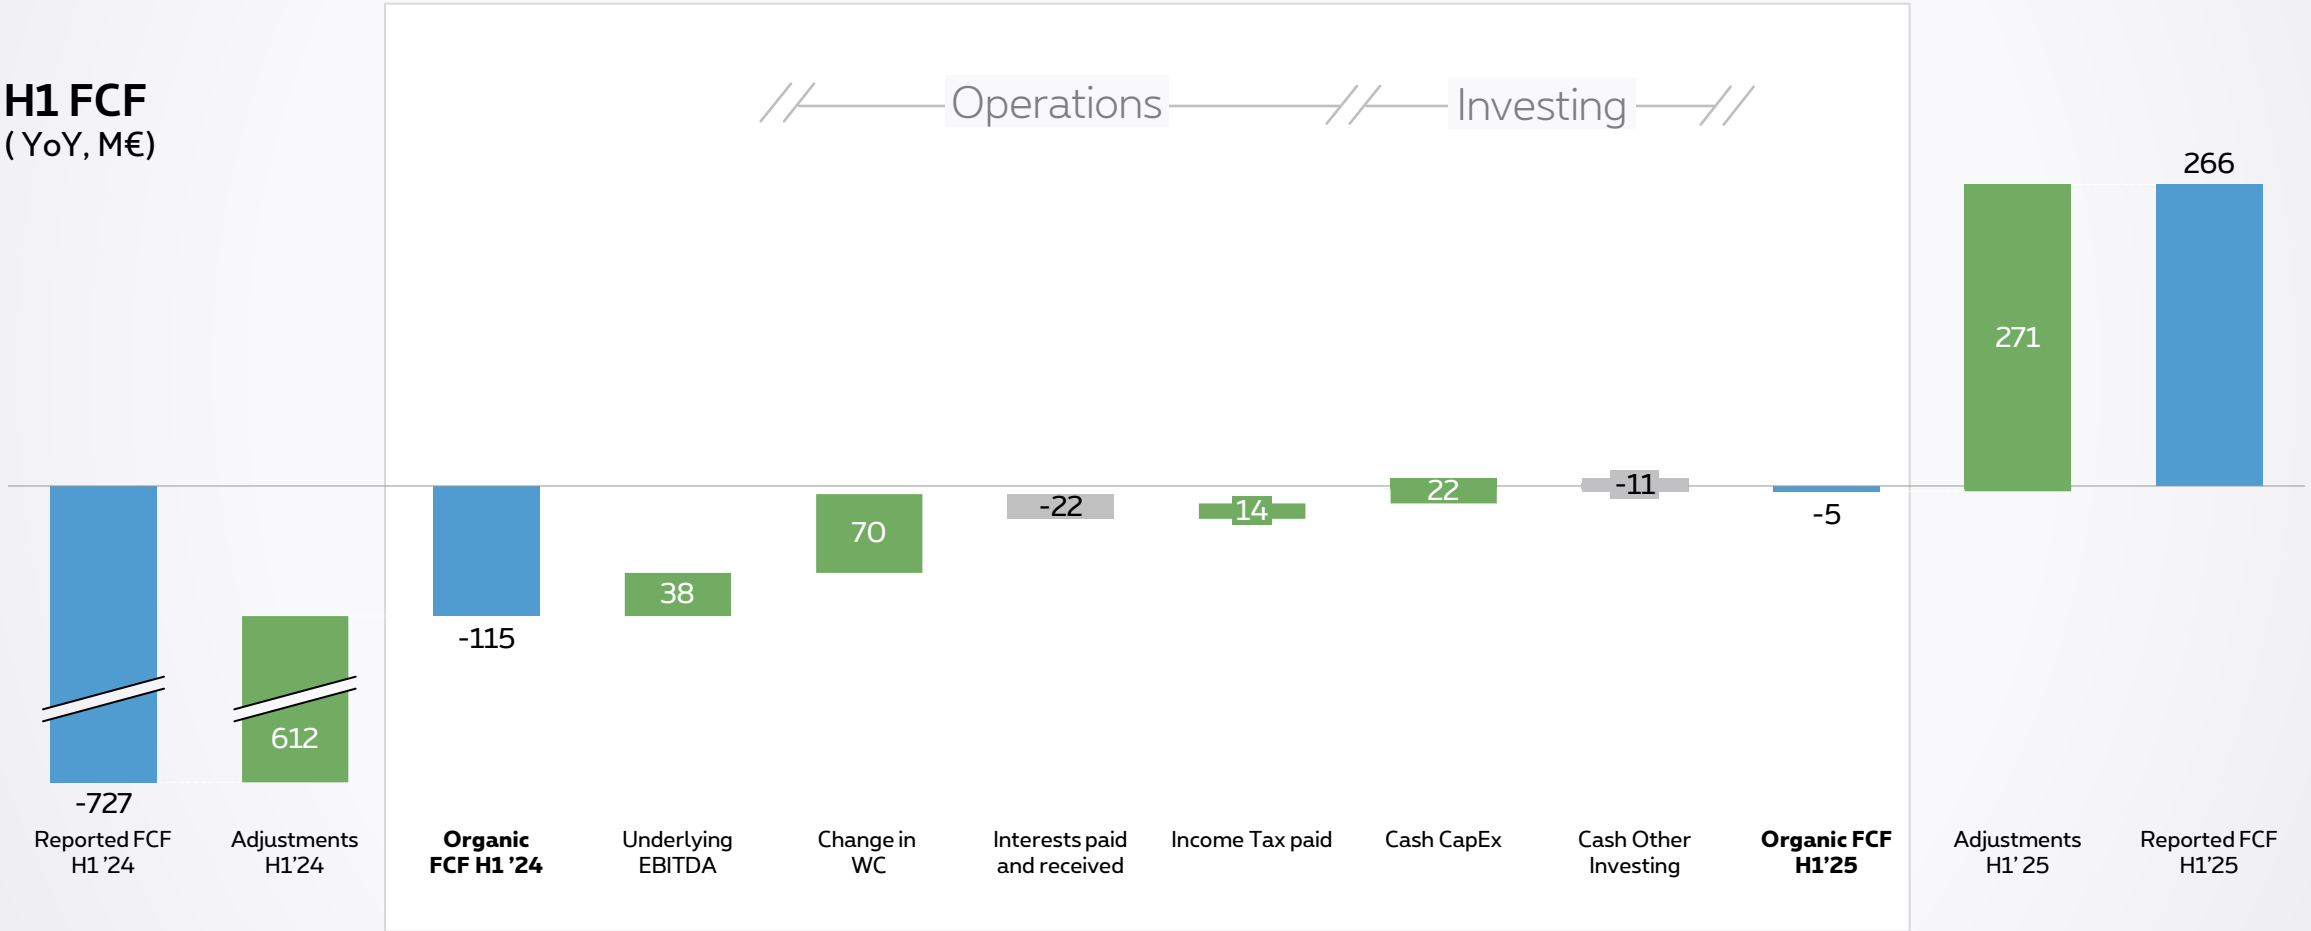 H1 FCF
( YoY, M€)
Operations
Investing
-727
612
-115
38
70
-22
14
22
-11
-5
271
266
Reported FCF
H1 ’24
Adjustments
H1’24
Organic
FCF H1 ’24
Underlying
EBITDA
Change in
WC
Interests paid
and received
Income Tax paid
Cash CapEx
Cash Other
Investing
Organic FCF
H1’25
Adjustments
H1’ 25
Reported FCF
H1’25